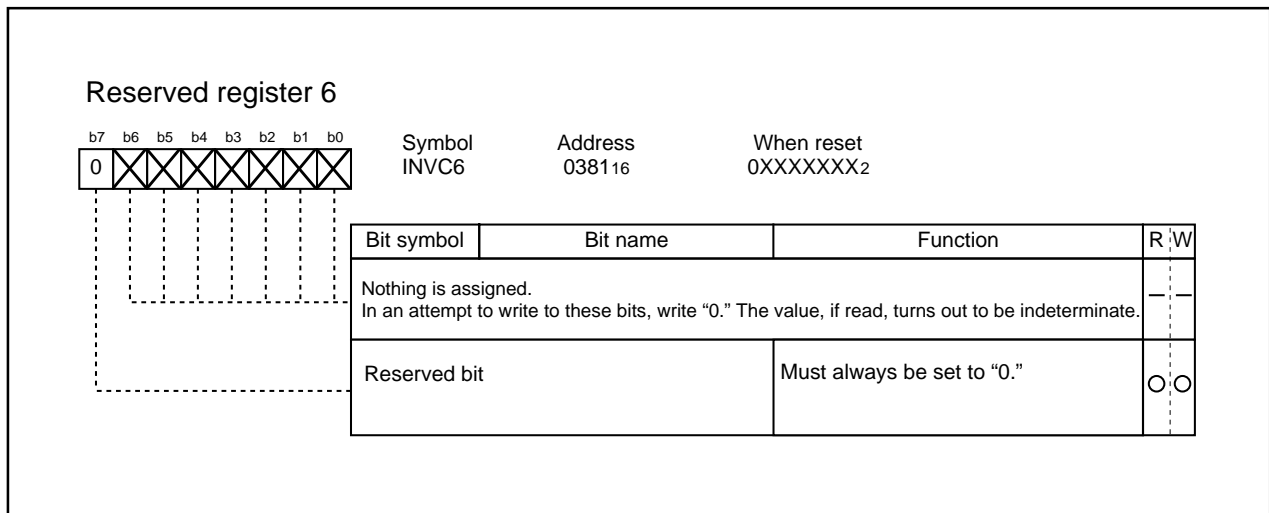 Reserved register 6
b7 b6 b5 b4 b3 b2 b1 b0
Symbol Address When reset
0 INVC6 038116 0XXXXXXX2
Bit symbol Bit name Function R W
Nothing is assigned.
In an attempt to write to these bits, write “0.” The value, if read, turns out to be indeterminate. – –
Reserved bit Must always be set to “0.” ○ ○